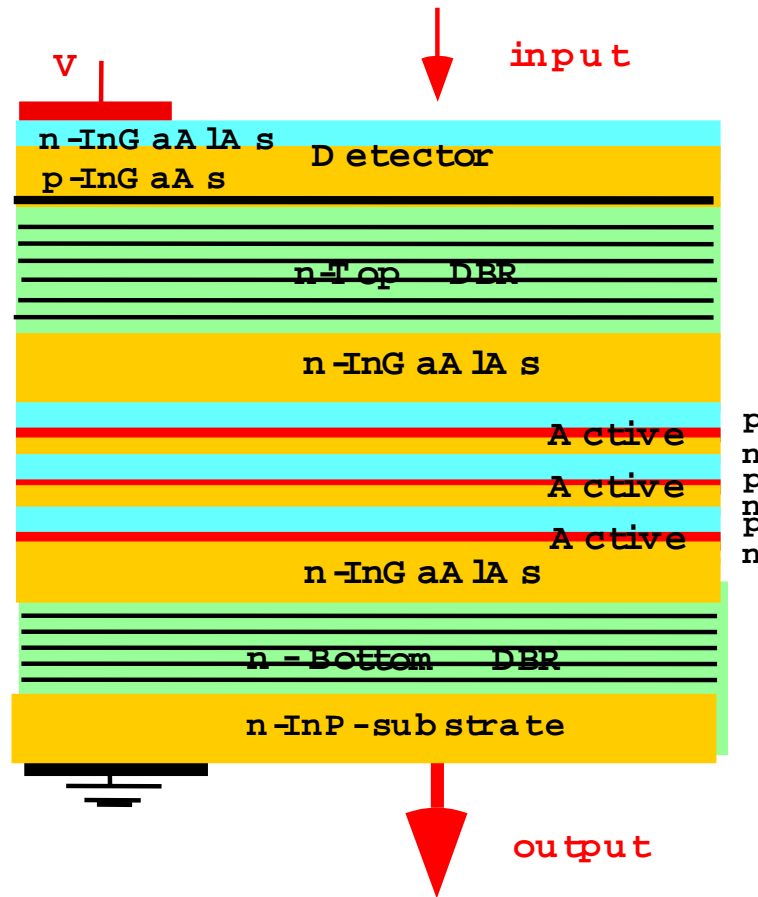 input
V
n-InGaAlAs
Detector
p-InGaAs
n-Top DBR
n-InGaAlAs
p
Active
n
p
Active
n
p
Active
n
n-InGaAlAs
n-Bottom DBR
n-InP-substrate
output